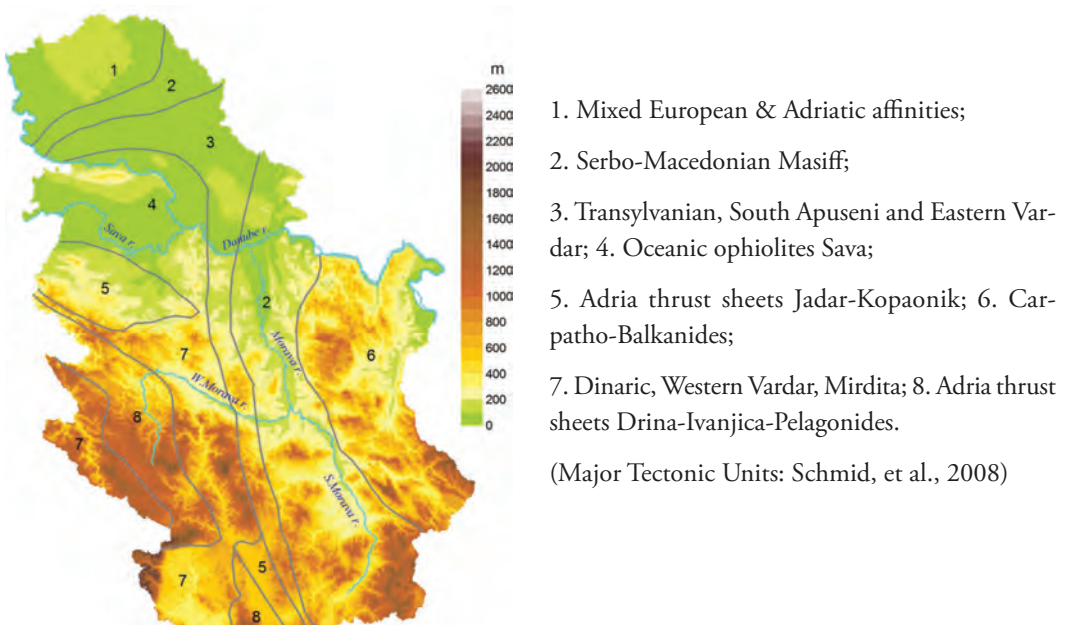 1
2
3
4
Sava r.
Danube r.
5
2
6
7
Morava r.
W.Morava r.
8
7
S.Morava r.
5
7
8
m
2600
2400
2200
2000
1800
1600
1400
1200
1000
800
600
400
200
0
1. Mixed European & Adriatic affinities;
2. Serbo-Macedonian Masiff;
3. Transylvanian, South Apuseni and Eastern Var-
dar; 4. Oceanic ophiolites Sava;
5. Adria thrust sheets Jadar-Kopaonik; 6. Car-
patho-Balkanides;
7. Dinaric, Western Vardar, Mirdita; 8. Adria thrust
sheets Drina-Ivanjica-Pelagonides.
(Major Tectonic Units: Schmid, et al., 2008)